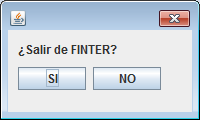 ¿Salir de FINTER?
SI NO